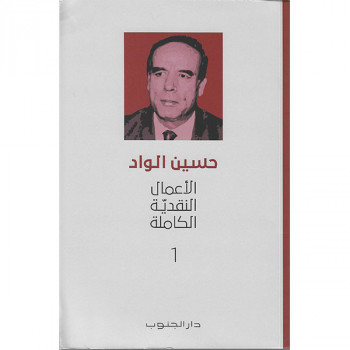 حسين الواد
الأعمال
النقديّة
الكاملة
1
دار الجنوب